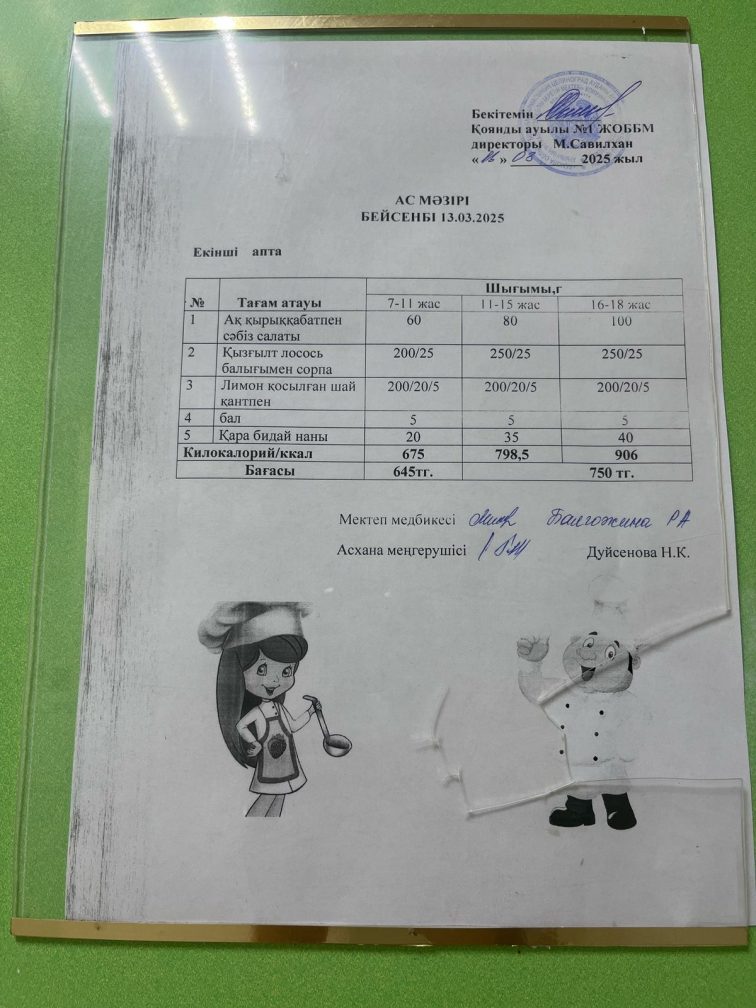 Бекітемін
Қоянды ауылы №1 ЖОББМ
директоры М.Савилхан
« » 03 2025 жыл
АС МӘЗІРІ
БЕЙСЕНБІ 13.03.2025
Екінші апта
№ Тағам атауы Шығымы,г
7-11 жас 11-15 жас 16-18 жас
1 Ақ қырыққабатпен 60 80 100
сәбіз салаты
2 Қызғылт лосось 200/25 250/25 250/25
балығымен сорпа
3 Лимон қосылған шай 200/20/5 200/20/5 200/20/5
қантпен
4 бал 5 5 5
5 Қара бидай наны 20 35 40
Килокалорий/ккал 675 798,5 906
Бағасы 645тг. 750 тг.
Мектеп медбикесі Балгожина РА
Асхана меңгерушісі Дуйсенова Н.К.